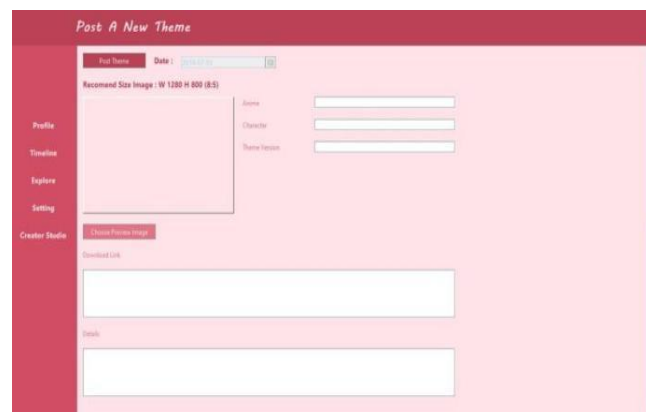 Post A New Theme
Post Theme
Date :
Recomend Size Image : W 1280 H 800 (8:5)
Anime
Character
Theme Version
Profile
Timeline
Explore
Setting
Creator Studio
Choose Preview Image
Download Link
Details